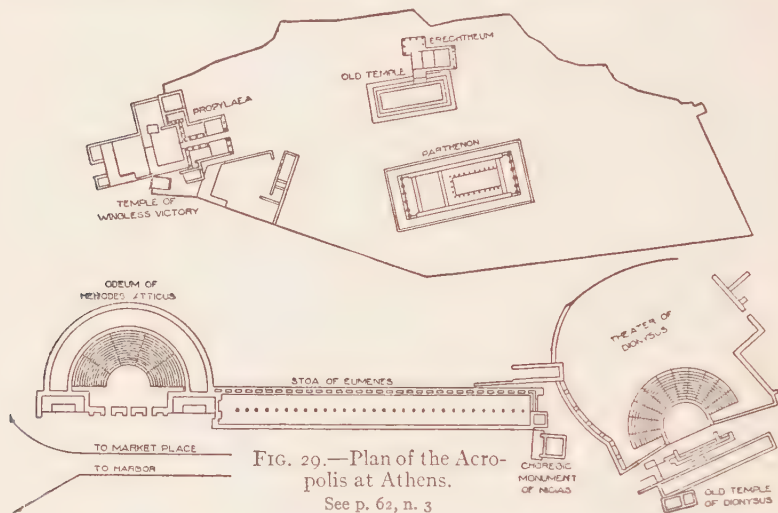 ERECHTHEUM
OLD TEMPLE
PROPYLAEA
PARTHENON
TEMPLE OF
WINGLESS VICTORY
ODEUM OF
HERODES ATTICUS
THEATER OF
DIONYSUS
STOA OF EUMENES
TO MARKET PLACE
TO HARBOR
FIG. 29.—Plan of the Acro-
polis at Athens.
See p. 62, n. 3
CHOREGIC
MONUMENT
OF NICIAS
OLD TEMPLE
OF DIONYSUS